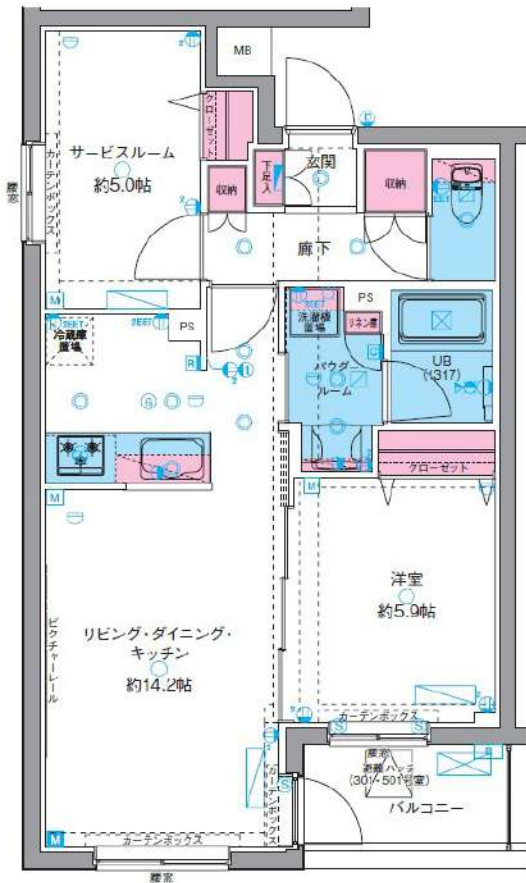 MB
クローゼット
サービスルーム
約5.0帖
カーテンボックス
腰窓
下足入
玄関
収納
収納
廊下
2EET
M
2EET
2EET
冷蔵庫
置場
PS
R
洗濯機
置場
PS
リネン庫
パウダー
ルーム
UB
(1317)
G
クローゼット
M
M
洋室
約5.9帖
ピクチャーレール
リビング・ダイニング・
キッチン
約14.2帖
カーテンボックス
S
S
腰窓
避難ハッチ
(301・501号室)
バルコニー
カーテンボックス
S
M
カーテンボックス
腰窓